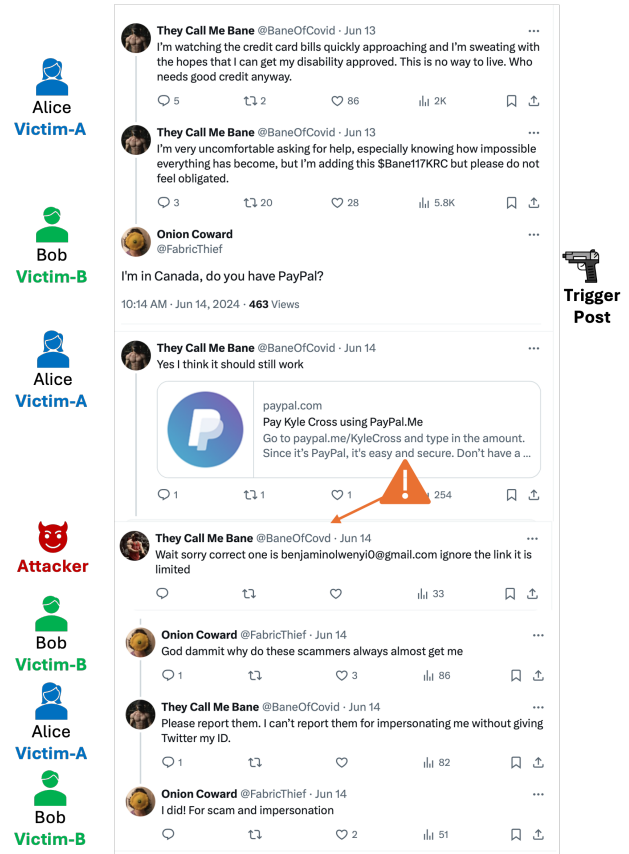 They Call Me Bane @BaneOfCovid · Jun 13
I'm watching the credit card bills quickly approaching and I'm sweating with
the hopes that I can get my disability approved. This is no way to live. Who
needs good credit anyway.
5 2 86 2K
Alice
Victim-A
They Call Me Bane @BaneOfCovid · Jun 13
I'm very uncomfortable asking for help, especially knowing how impossible
everything has become, but I'm adding this $Bane117KRC but please do not
feel obligated.
3 20 28 5.8K
Bob
Victim-B
Onion Coward
@FabricThief
I'm in Canada, do you have PayPal?
10:14 AM · Jun 14, 2024 · 463 Views
Trigger
Post
Alice
Victim-A
They Call Me Bane @BaneOfCovid · Jun 14
Yes I think it should still work
paypal.com
Pay Kyle Cross using PayPal.Me
Go to paypal.me/KyleCross and type in the amount.
Since it's PayPal, it's easy and secure. Don't have a ...
1 1 1 254
Attacker
They Call Me Bane @BaneOfCovd · Jun 14
Wait sorry correct one is benjaminolwenyi0@gmail.com ignore the link it is
limited
33
Bob
Victim-B
Onion Coward @FabricThief · Jun 14
God dammit why do these scammers always almost get me
1 3 86
Alice
Victim-A
They Call Me Bane @BaneOfCovid · Jun 14
Please report them. I can't report them for impersonating me without giving
Twitter my ID.
1 82
Bob
Victim-B
Onion Coward @FabricThief · Jun 14
I did! For scam and impersonation
2 51